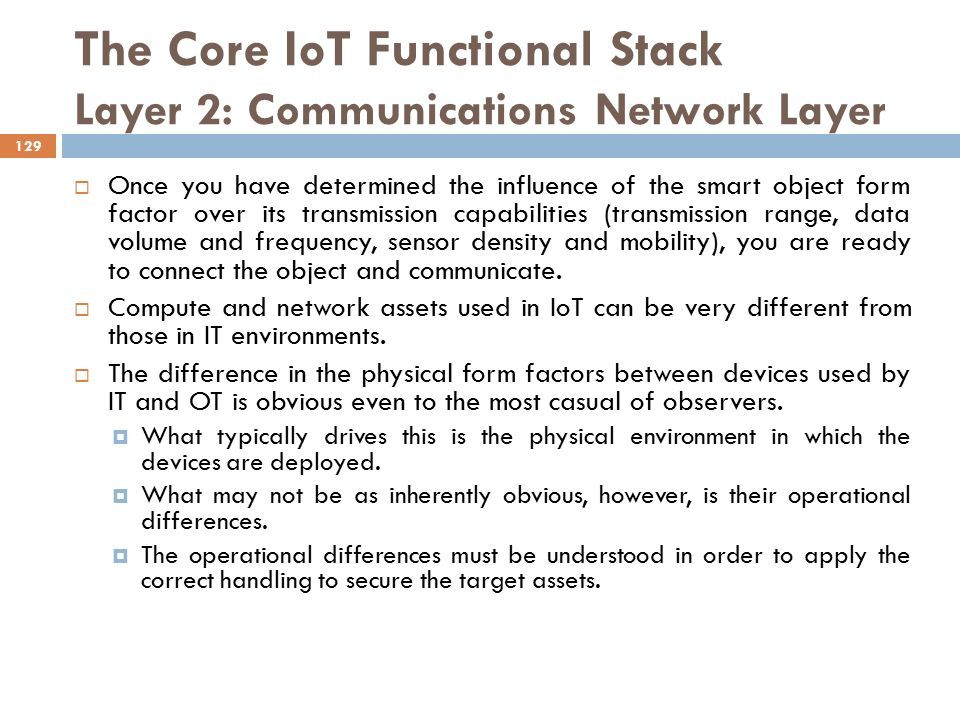 The Core IoT Functional Stack
Layer 2: Communications Network Layer
129
Once you have determined the influence of the smart object form
factor over its transmission capabilities (transmission range, data
volume and frequency, sensor density and mobility), you are ready
to connect the object and communicate.
Compute and network assets used in IoT can be very different from
those in IT environments.
The difference in the physical form factors between devices used by
IT and OT is obvious even to the most casual of observers.
What typically drives this is the physical environment in which the
devices are deployed.
What may not be as inherently obvious, however, is their operational
differences.
The operational differences must be understood in order to apply the
correct handling to secure the target assets.